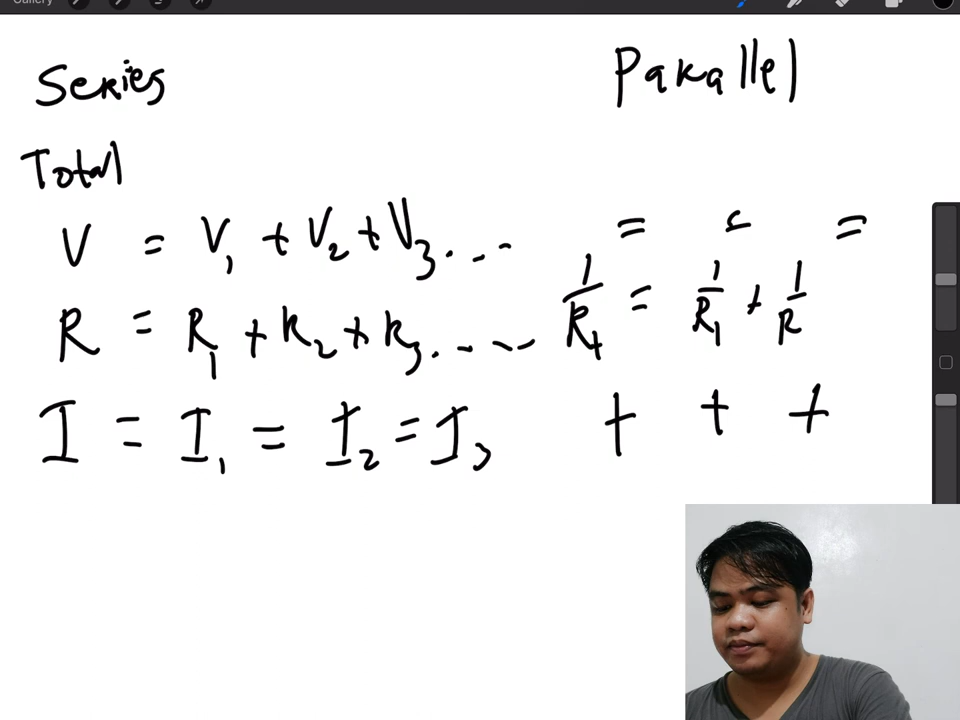 Series Parallel
Total
V = V1 + V2 + V3 .... = = =
R = R1 + R2 + R3 ..... 1/Rt = 1/R1 + 1/R
I = I1 = I2 = I3 + + +